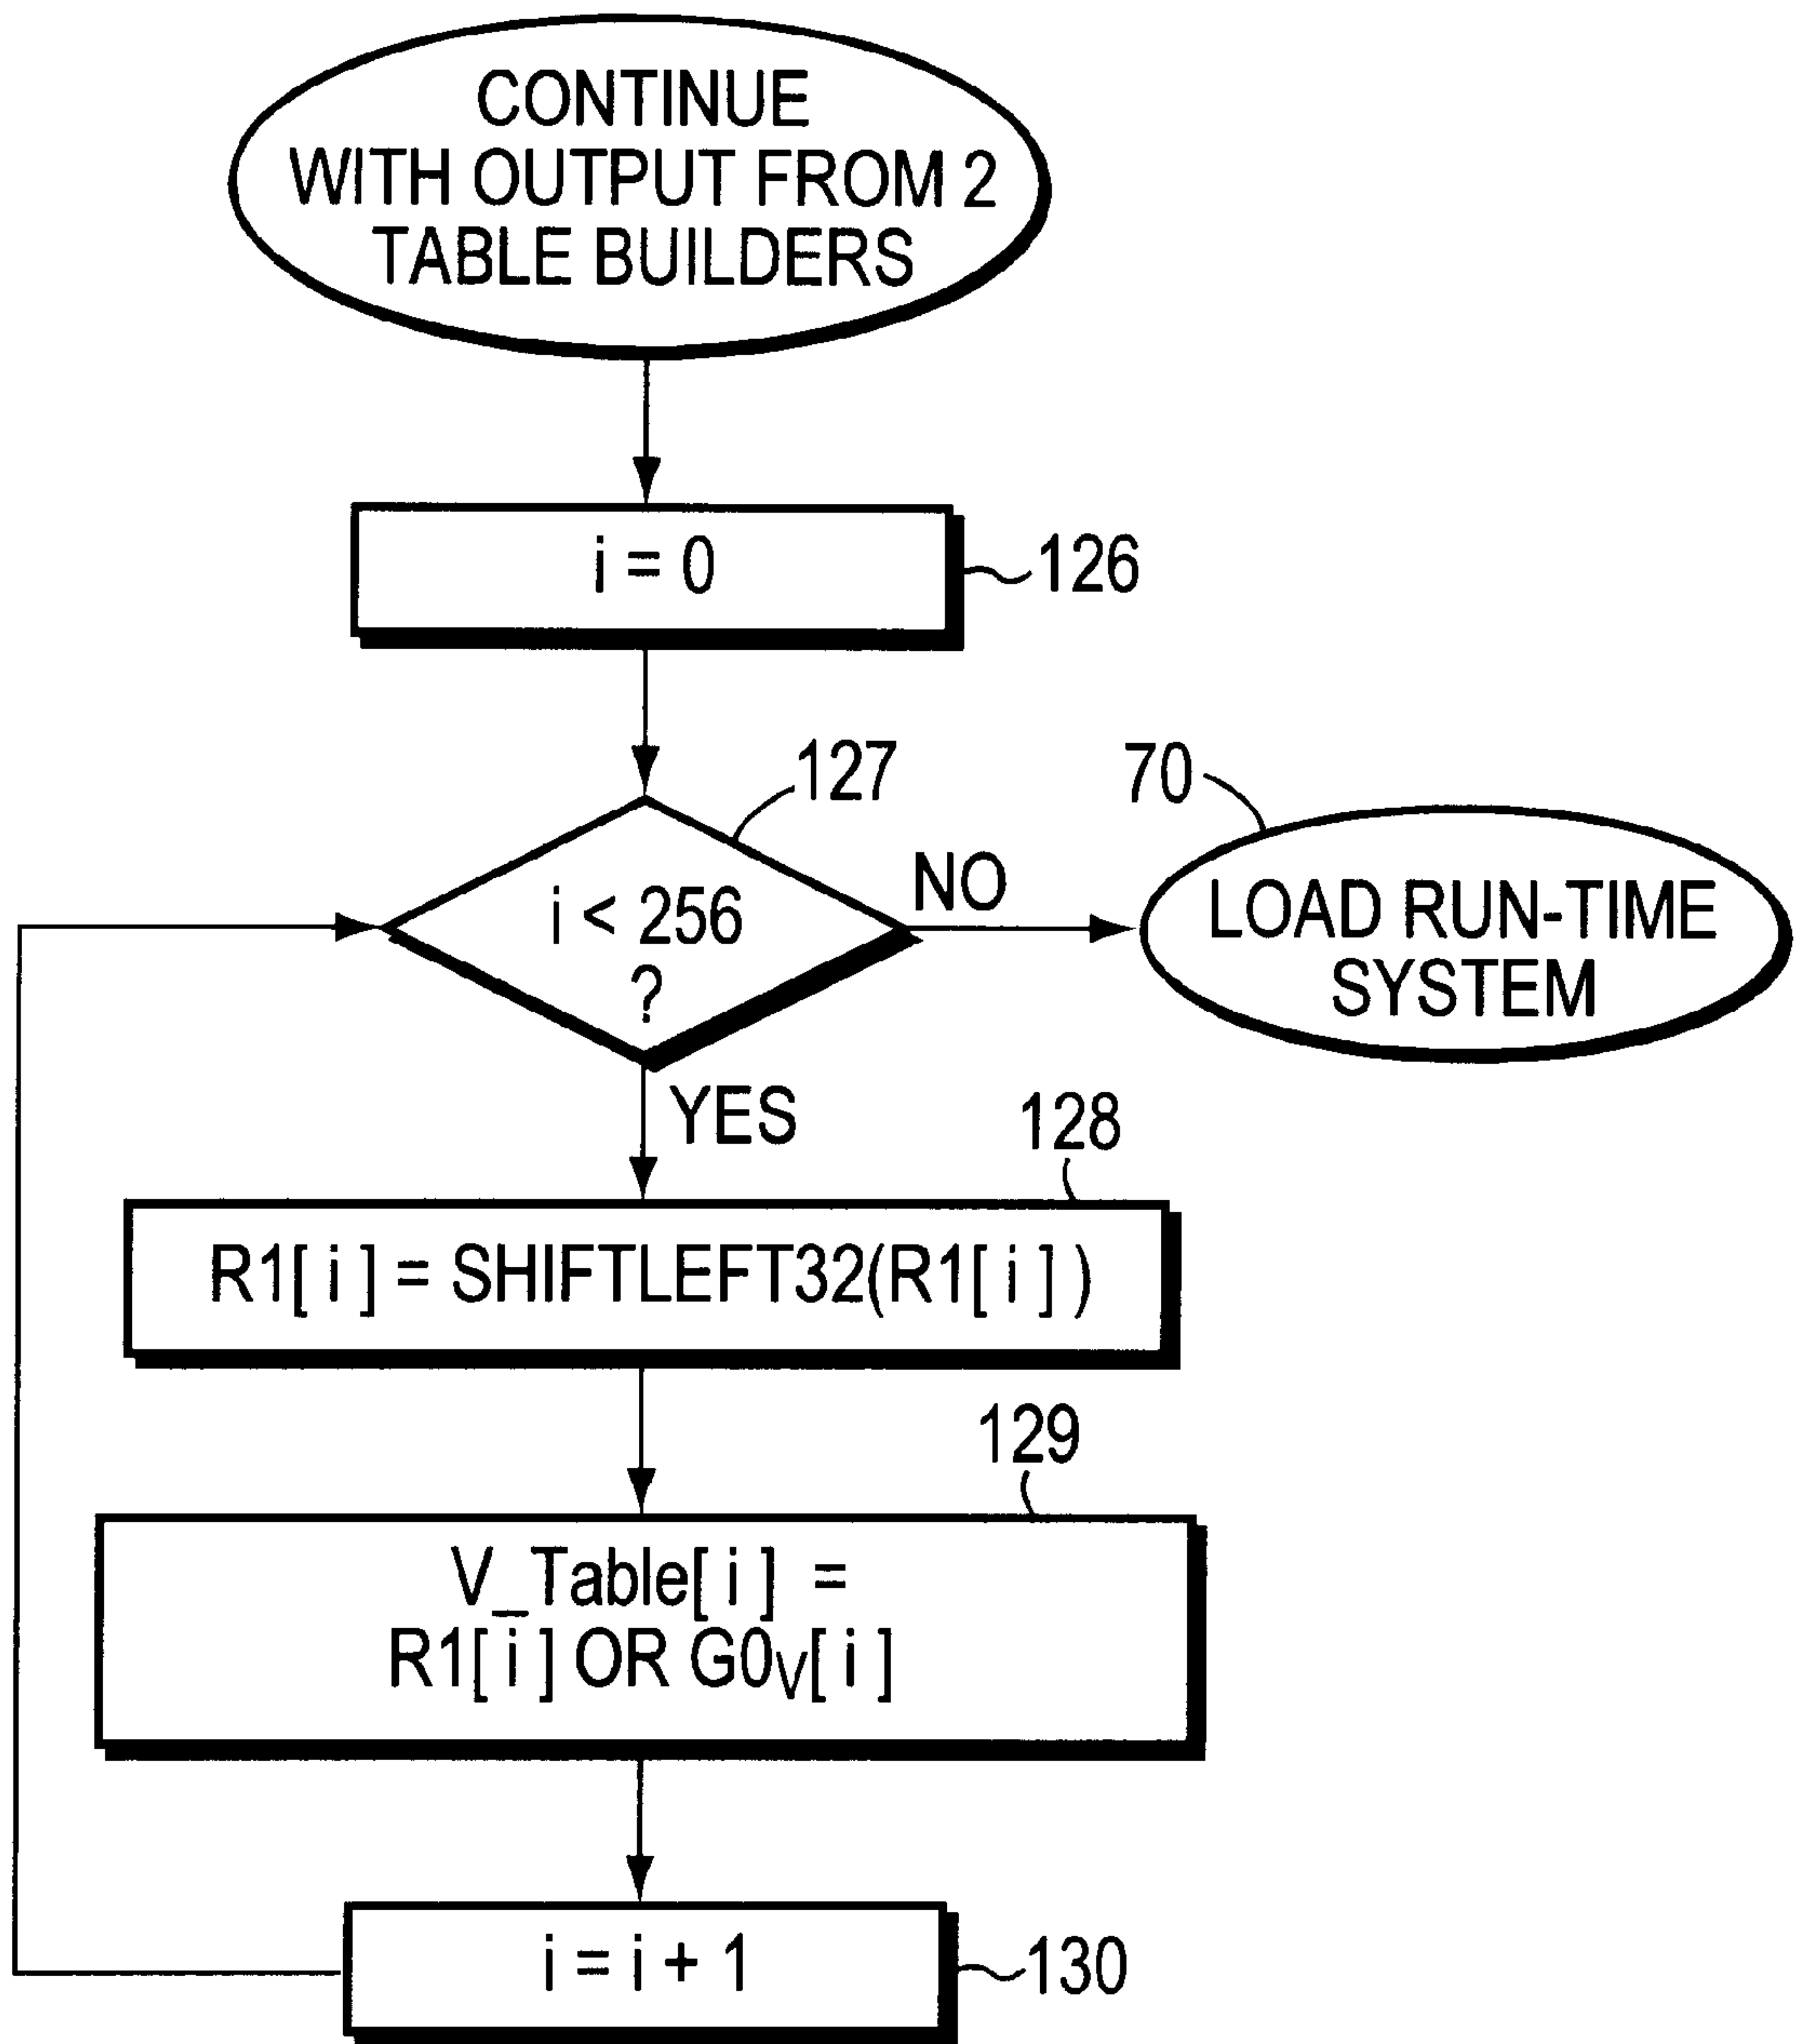 CONTINUE
WITH OUTPUT FROM 2
TABLE BUILDERS
i = 0
126
127
i < 256
?
NO
70
LOAD RUN-TIME
SYSTEM
YES
128
R1[ i ] = SHIFTLEFT32(R1[ i ] )
129
V_Table[ i ] =
R1[ i ] OR G0V[ i ]
i = i + 1
130